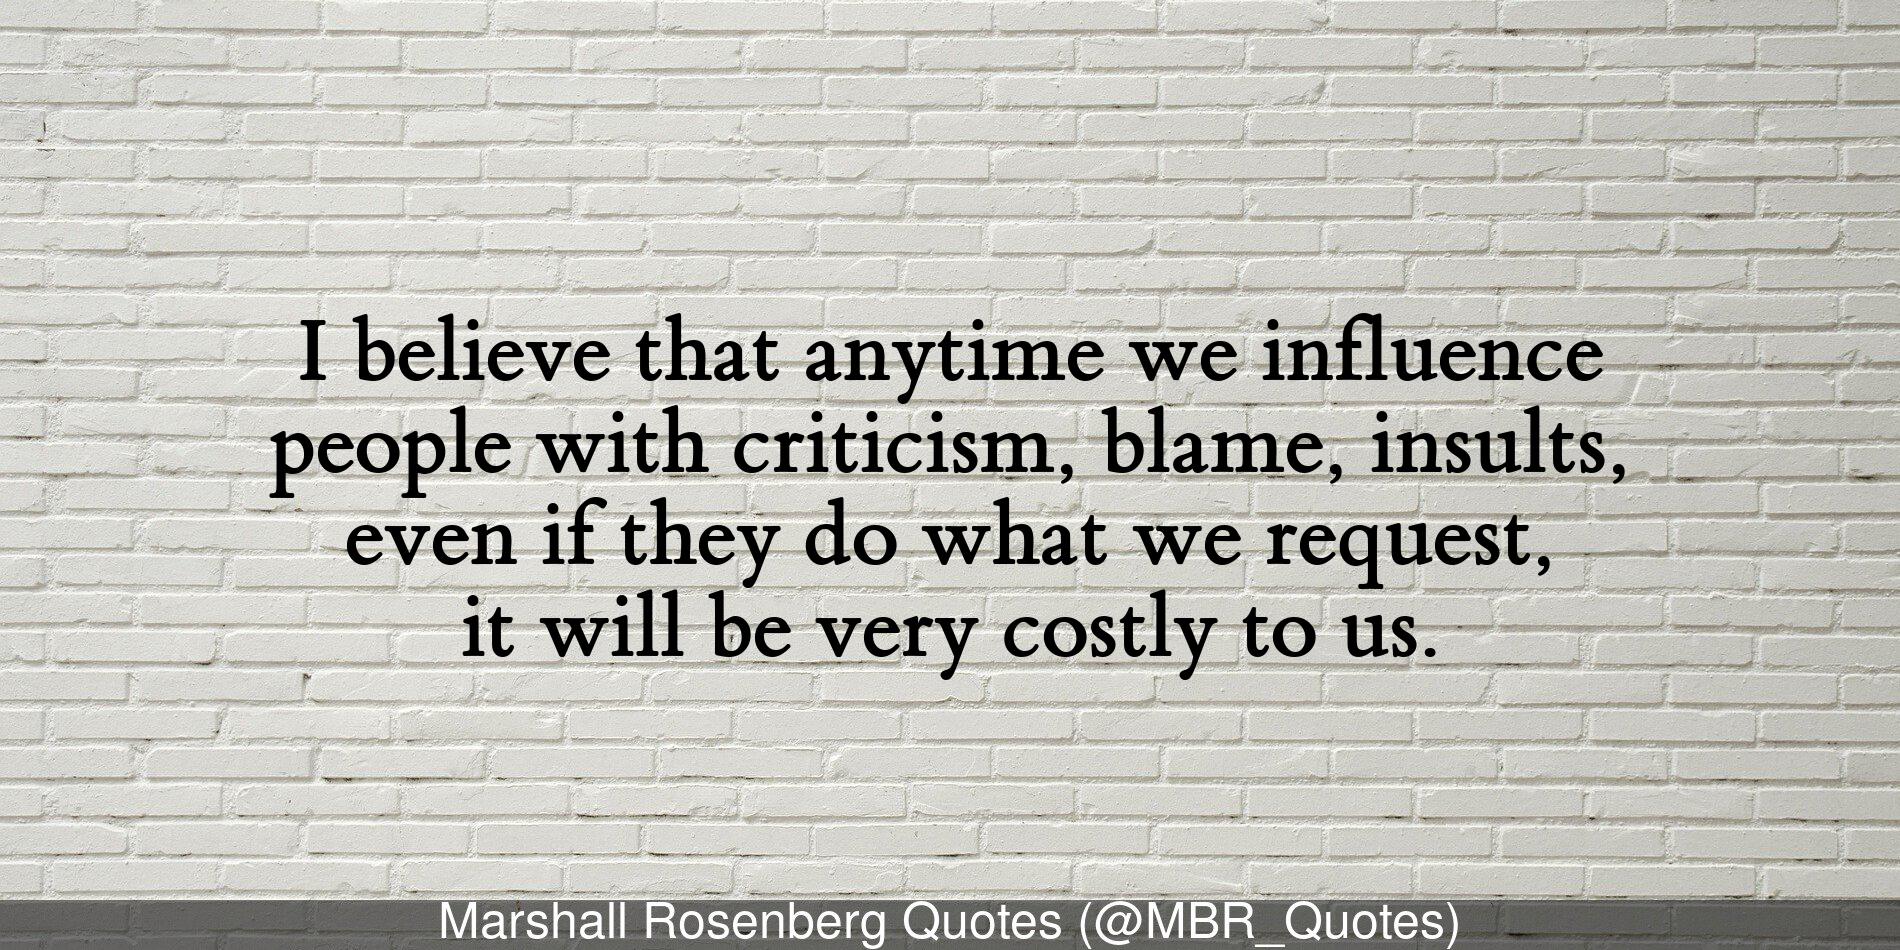 I believe that anytime we influence
people with criticism, blame, insults,
even if they do what we request,
it will be very costly to us.
Marshall Rosenberg Quotes (@MBR_Quotes)